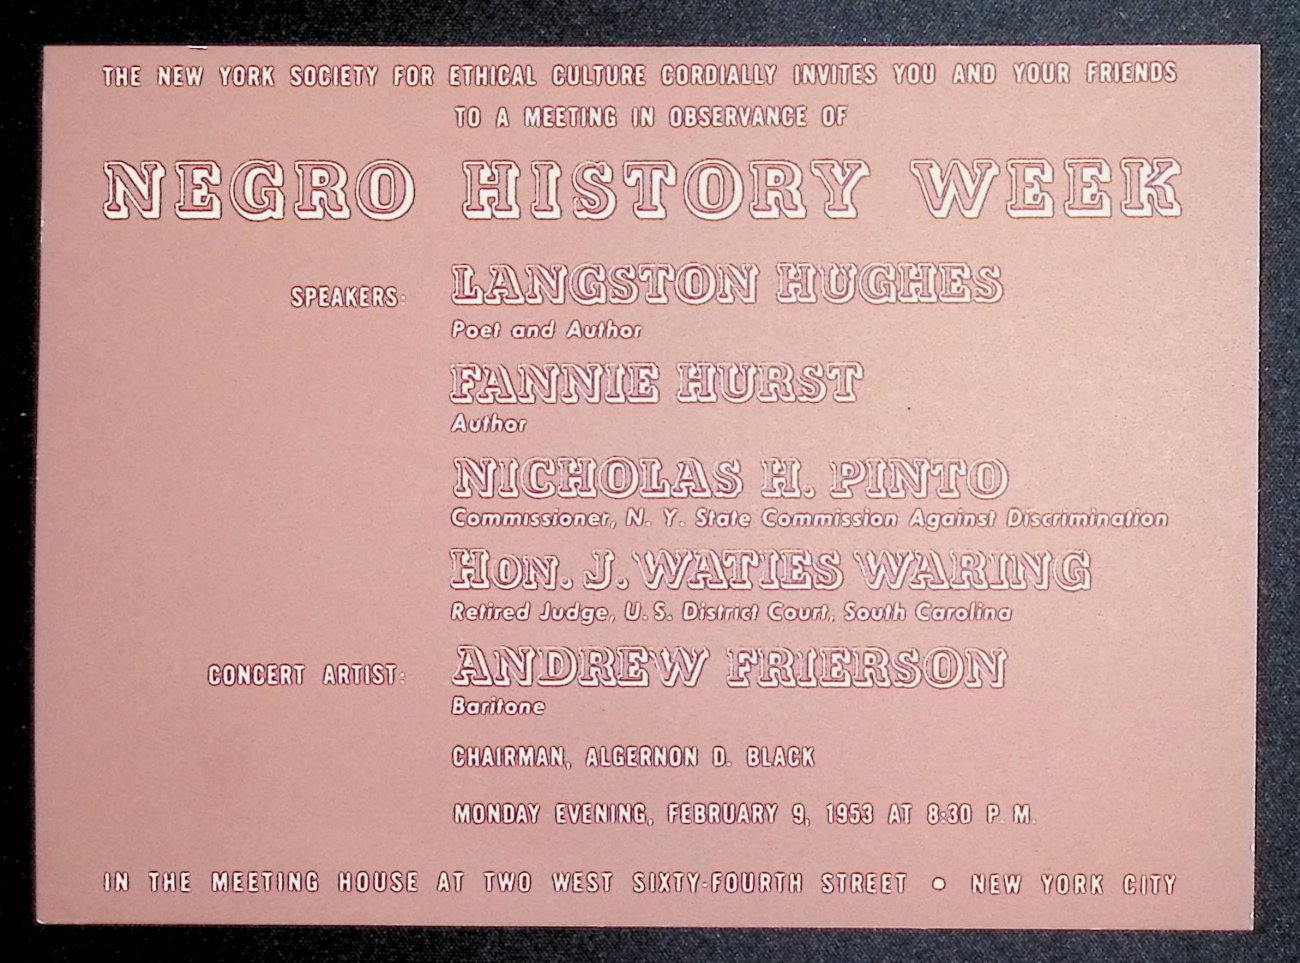 THE NEW YORK SOCIETY FOR ETHICAL CULTURE CORDIALLY INVITES YOU AND YOUR FRIENDS
TO A MEETING IN OBSERVANCE OF
NEGRO HISTORY WEEK
SPEAKERS: LANGSTON HUGHES
Poet and Author
FANNIE HURST
Author
NICHOLAS H. PINTO
Commissioner, N. Y. State Commission Against Discrimination
HON. J. WATIES WARING
Retired Judge, U. S. District Court, South Carolina
CONCERT ARTIST: ANDREW FRIERSON
Baritone
CHAIRMAN, ALGERNON D. BLACK
MONDAY EVENING, FEBRUARY 9, 1953 AT 8:30 P. M.
IN THE MEETING HOUSE AT TWO WEST SIXTY-FOURTH STREET • NEW YORK CITY